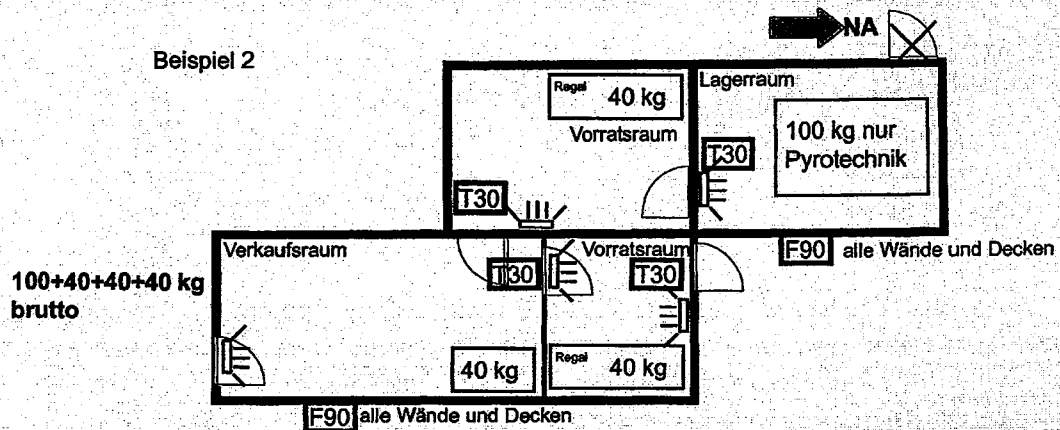 NA
Beispiel 2
Lagerraum
Regal 40 kg
Vorratsraum
100 kg nur
Pyrotechnik
T30
T30
Verkaufsraum
Vorratsraum
F90 alle Wände und Decken
T30
T30
100+40+40+40 kg
brutto
40 kg
Regal 40 kg
F90 alle Wände und Decken